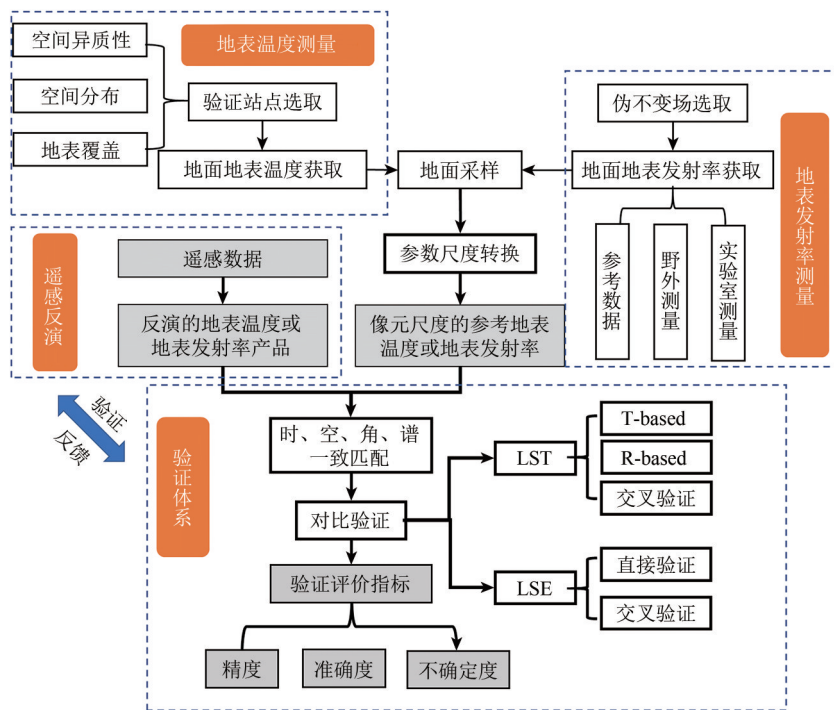 空间异质性
空间分布
地表覆盖
地表温度测量
验证站点选取
地面地表温度获取
地面采样
伪不变场选取
地面地表发射率获取
参考数据
野外测量
实验室测量
地表发射率测量
参数尺度转换
像元尺度的参考地表
温度或地表发射率
遥感反演
遥感数据
反演的地表温度或
地表发射率产品
验证
反馈
验证体系
时、空、角、谱
一致匹配
对比验证
LST
T-based
R-based
交叉验证
LSE
直接验证
交叉验证
验证评价指标
精度
准确度
不确定度